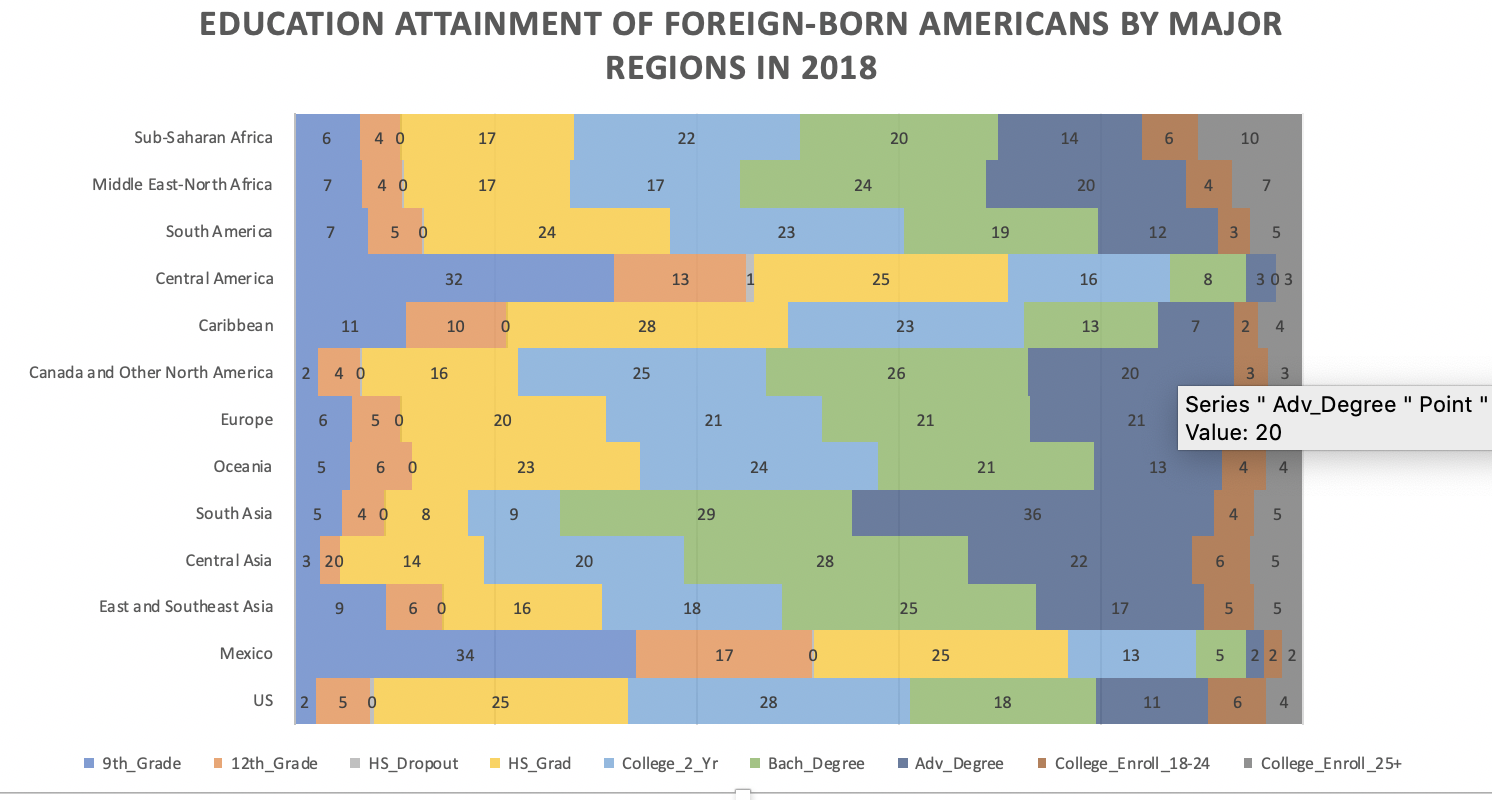 EDUCATION ATTAINMENT OF FOREIGN-BORN AMERICANS BY MAJOR
REGIONS IN 2018
Sub-Saharan Africa 6 4 0 17 22 20 14 6 10
Middle East-North Africa 7 4 0 17 17 24 20 4 7
South America 7 5 0 24 23 19 12 3 5
Central America 32 13 1 25 16 8 3 0 3
Caribbean 11 10 0 28 23 13 7 2 4
Canada and Other North America 2 4 0 16 25 26 20 3 3
Europe 6 5 0 20 21 21 21
Series " Adv_Degree " Point "
Value: 20
Oceania 5 6 0 23 24 21 13 4 4
South Asia 5 4 0 8 9 29 36 4 5
Central Asia 3 2 0 14 20 28 22 6 5
East and Southeast Asia 9 6 0 16 18 25 17 5 5
Mexico 34 17 0 25 13 5 2 2 2
US 2 5 0 25 28 18 11 6 4
9th_Grade 12th_Grade HS_Dropout HS_Grad College_2_Yr Bach_Degree Adv_Degree College_Enroll_18-24 College_Enroll_25+